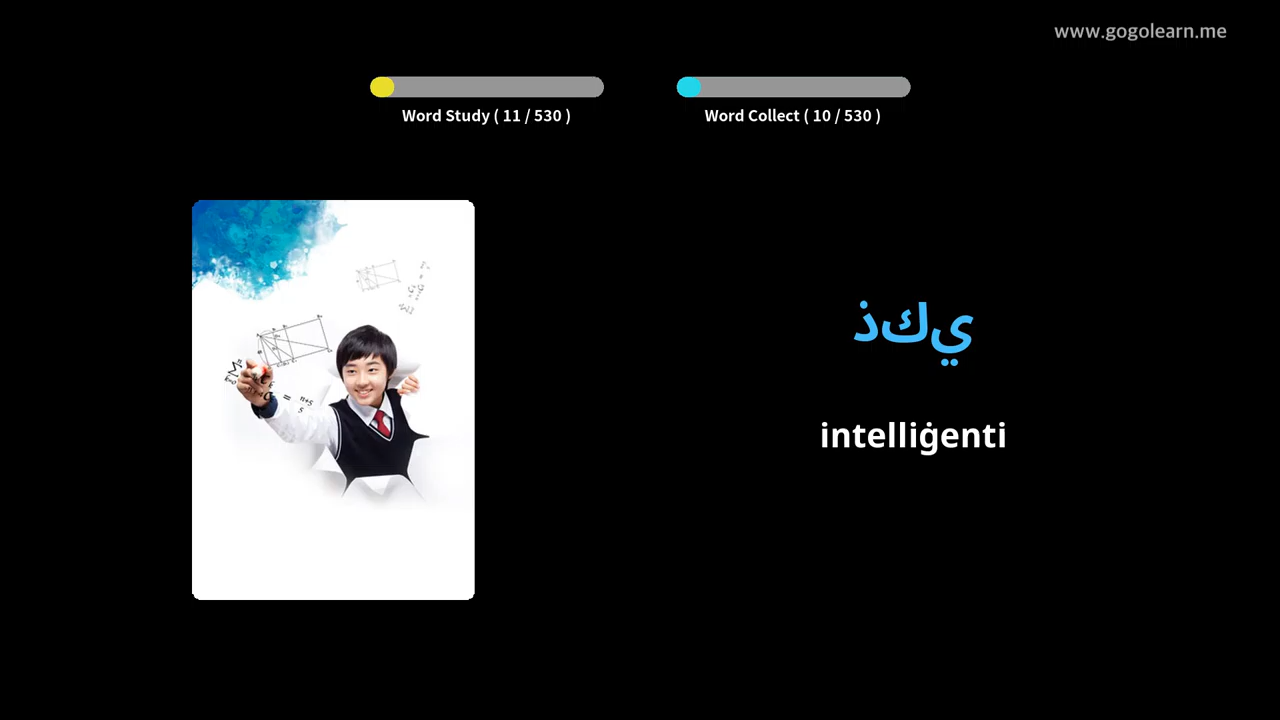 www.gogolearn.me
Word Study ( 11 / 530 )
Word Collect ( 10 / 530 )
ذكي
intelliġenti